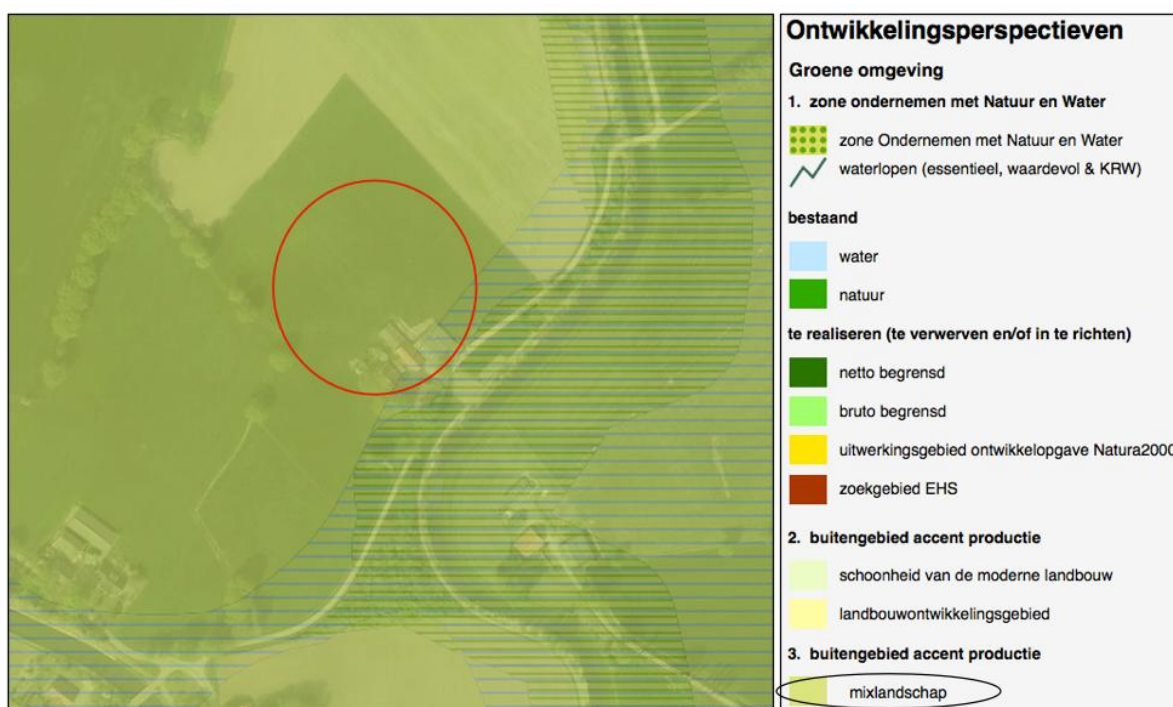 Ontwikkelingsperspectieven
Groene omgeving
1. zone ondernemen met Natuur en Water
zone Ondernemen met Natuur en Water
waterlopen (essentieel, waardevol & KRW)
bestaand
water
natuur
te realiseren (te verwerven en/of in te richten)
netto begrensd
bruto begrensd
uitwerkingsgebied ontwikkelopgave Natura2000
zoekgebied EHS
2. buitengebied accent productie
schoonheid van de moderne landbouw
landbouwontwikkelingsgebied
3. buitengebied accent productie
mixlandschap